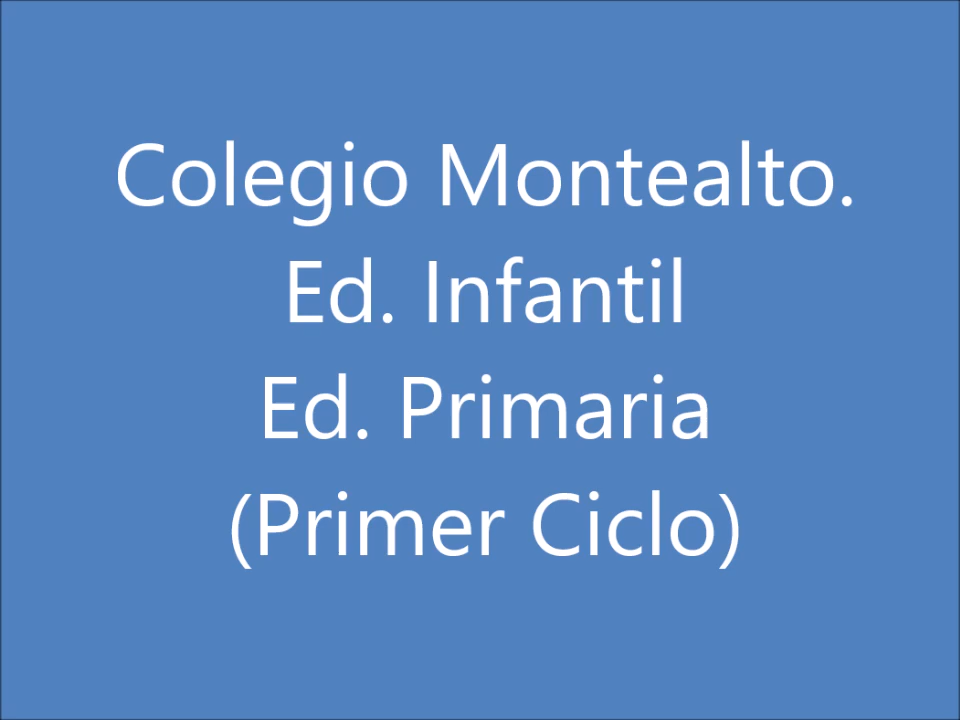 Colegio Montealto.
Ed. Infantil
Ed. Primaria
(Primer Ciclo)